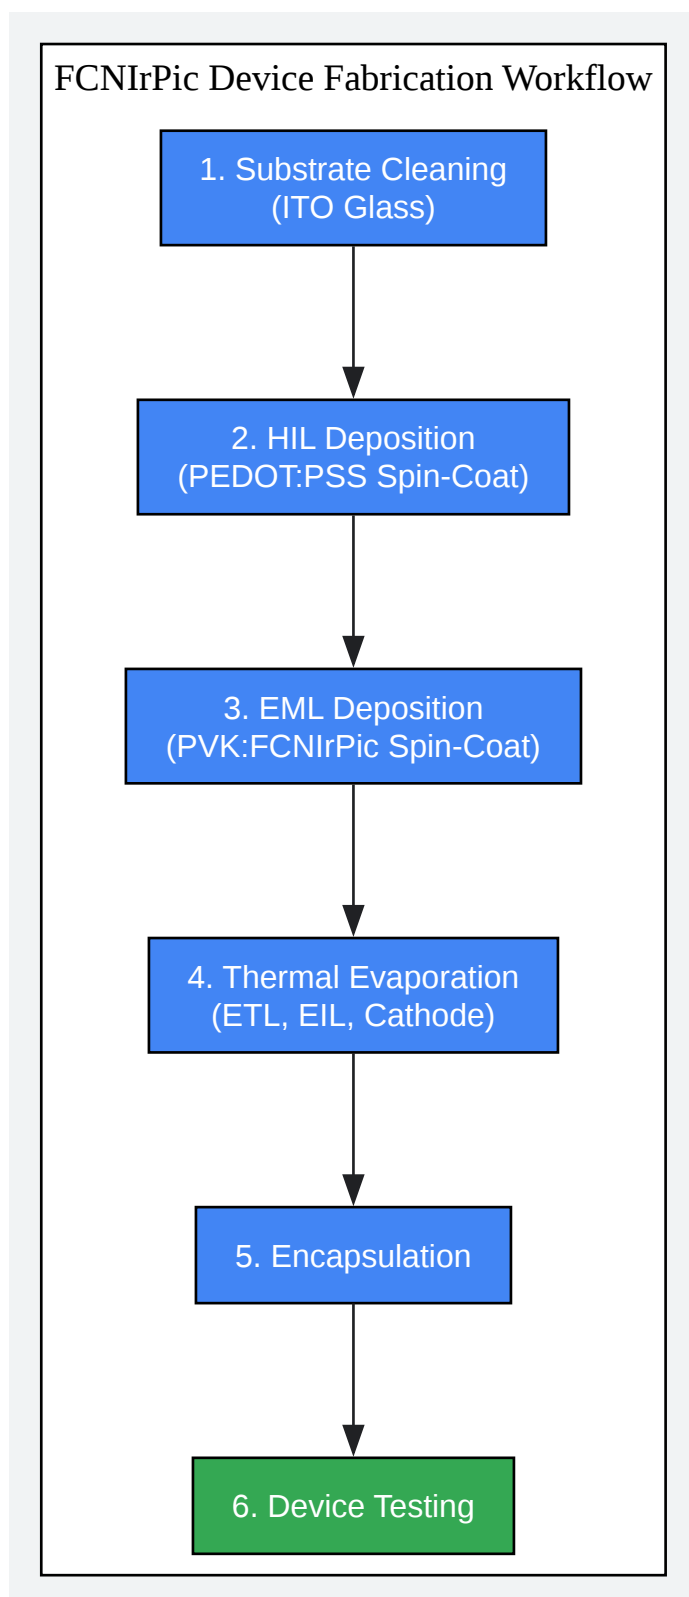 FCNIrPic Device Fabrication Workflow
1. Substrate Cleaning
(ITO Glass)
2. HIL Deposition
(PEDOT:PSS Spin-Coat)
3. EML Deposition
(PVK:FCNIrPic Spin-Coat)
4. Thermal Evaporation
(ETL, EIL, Cathode)
5. Encapsulation
6. Device Testing